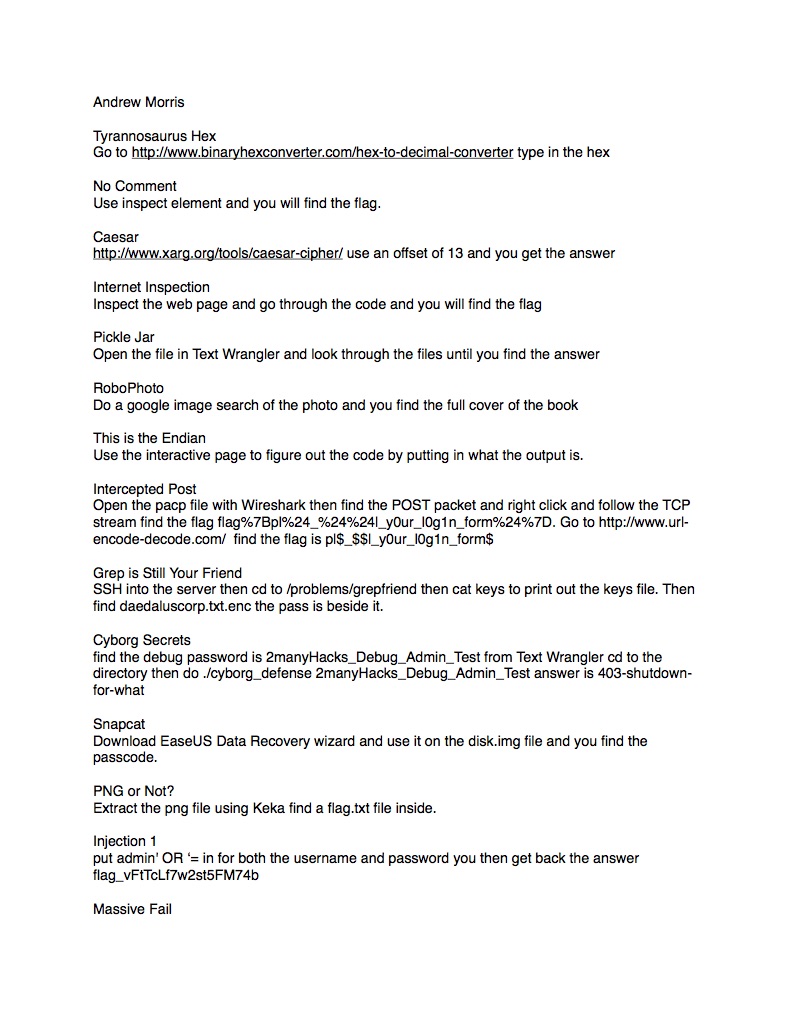 Andrew Morris
Tyrannosaurus Hex
Go to http://www.binaryhexconverter.com/hex-to-decimal-converter type in the hex
No Comment
Use inspect element and you will find the flag.
Caesar
http://www.xarg.org/tools/caesar-cipher/ use an offset of 13 and you get the answer
Internet Inspection
Inspect the web page and go through the code and you will find the flag
Pickle Jar
Open the file in Text Wrangler and look through the files until you find the answer
RoboPhoto
Do a google image search of the photo and you find the full cover of the book
This is the Endian
Use the interactive page to figure out the code by putting in what the output is.
Intercepted Post
Open the pacp file with Wireshark then find the POST packet and right click and follow the TCP
stream find the flag flag%7Bpl%24_%24%24l_y0ur_l0g1n_form%24%7D. Go to http://www.url-
encode-decode.com/  find the flag is pl$_$$l_y0ur_l0g1n_form$
Grep is Still Your Friend
SSH into the server then cd to /problems/grepfriend then cat keys to print out the keys file. Then
find daedaluscorp.txt.enc the pass is beside it.
Cyborg Secrets
find the debug password is 2manyHacks_Debug_Admin_Test from Text Wrangler cd to the
directory then do ./cyborg_defense 2manyHacks_Debug_Admin_Test answer is 403-shutdown-
for-what
Snapcat
Download EaseUS Data Recovery wizard and use it on the disk.img file and you find the
passcode.
PNG or Not?
Extract the png file using Keka find a flag.txt file inside.
Injection 1
put admin' OR ‘= in for both the username and password you then get back the answer
flag_vFtTcLf7w2st5FM74b
Massive Fail